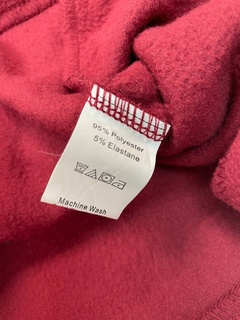 95% Polyester
5% Elastane
Machine Wash